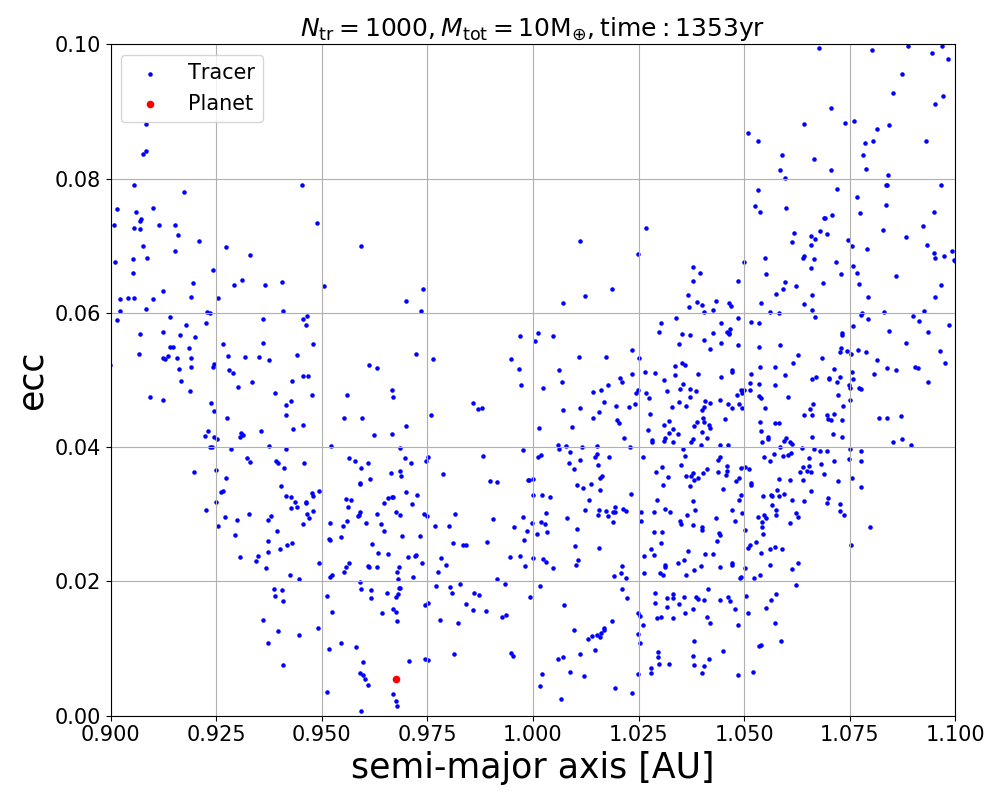 N_tr = 1000, M_tot = 10M_⊕, time : 1353yr
Tracer
Planet
0.10
0.08
0.06
0.04
0.02
0.00
ecc
0.900 0.925 0.950 0.975 1.000 1.025 1.050 1.075 1.100
semi-major axis [AU]